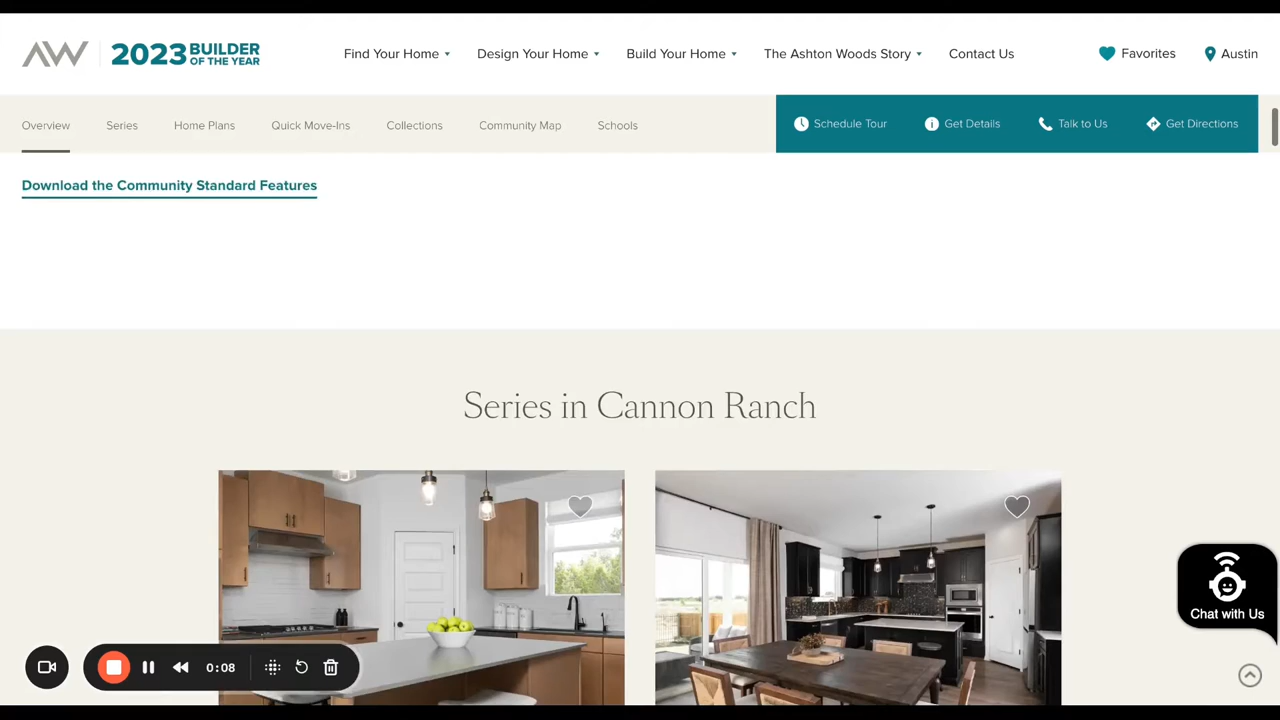 AW 2023 BUILDER OF THE YEAR
Find Your Home Design Your Home Build Your Home The Ashton Woods Story Contact Us Favorites Austin
Overview Series Home Plans Quick Move-Ins Collections Community Map Schools Schedule Tour Get Details Talk to Us Get Directions
Download the Community Standard Features
Series in Cannon Ranch
Chat with Us
0:08